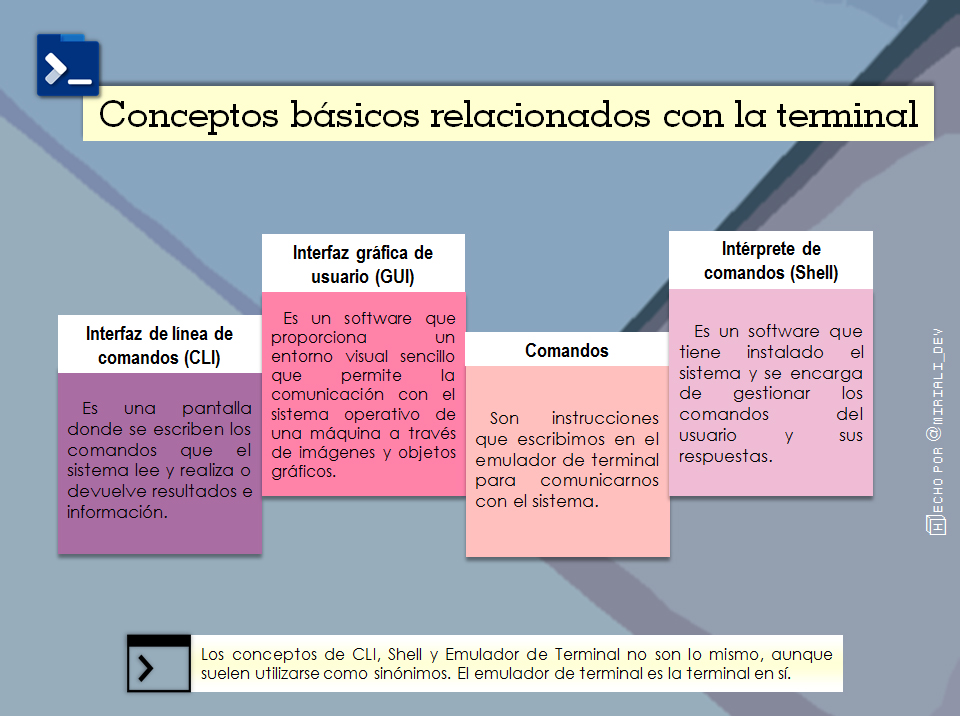 Conceptos básicos relacionados con la terminal
Interfaz de línea de
comandos (CLI)
Es una pantalla
donde se escriben los
comandos que el
sistema lee y realiza o
devuelve resultados e
información.
Interfaz gráfica de
usuario (GUI)
Es un software que
proporciona un
entorno visual sencillo
que permite la
comunicación con el
sistema operativo de
una máquina a través
de imágenes y objetos
gráficos.
Comandos
Son instrucciones
que escribimos en el
emulador de terminal
para comunicarnos
con el sistema.
Intérprete de
comandos (Shell)
Es un software que
tiene instalado el
sistema y se encarga
de gestionar los
comandos del
usuario y sus
respuestas.
HECHO POR @MIRIALI_DEV
Los conceptos de CLI, Shell y Emulador de Terminal no son lo mismo, aunque
suelen utilizarse como sinónimos. El emulador de terminal es la terminal en sí.